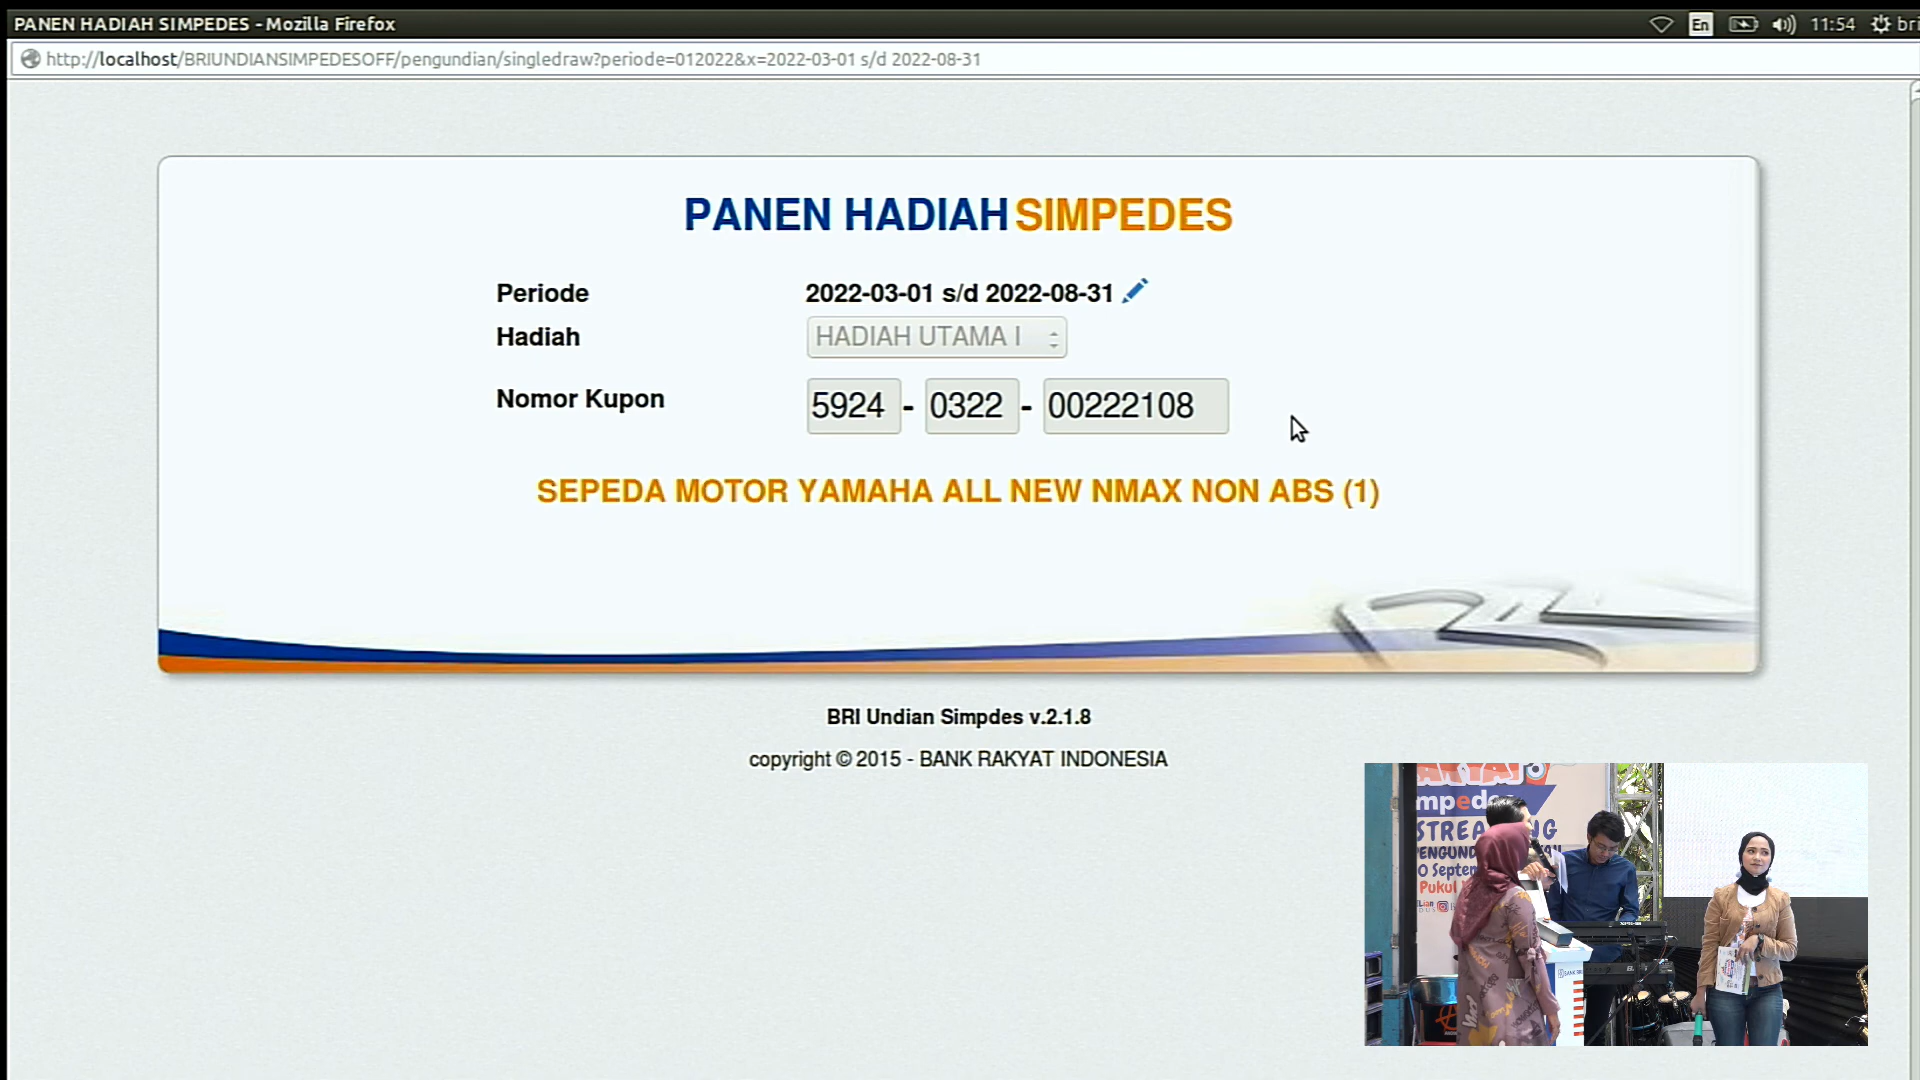 PANEN HADIAH SIMPEDES - Mozilla Firefox
En
11:54
bri
http://localhost/BRIUNDIANSIMPEDESOFF/pengundian/singledraw?periode=012022&x=2022-03-01 s/d 2022-08-31
PANEN HADIAH SIMPEDES
Periode 2022-03-01 s/d 2022-08-31
Hadiah HADIAH UTAMA I
Nomor Kupon 5924 - 0322 - 00222108
SEPEDA MOTOR YAMAHA ALL NEW NMAX NON ABS (1)
BRI Undian Simpdes v.2.1.8
copyright © 2015 - BANK RAKYAT INDONESIA
Pukul